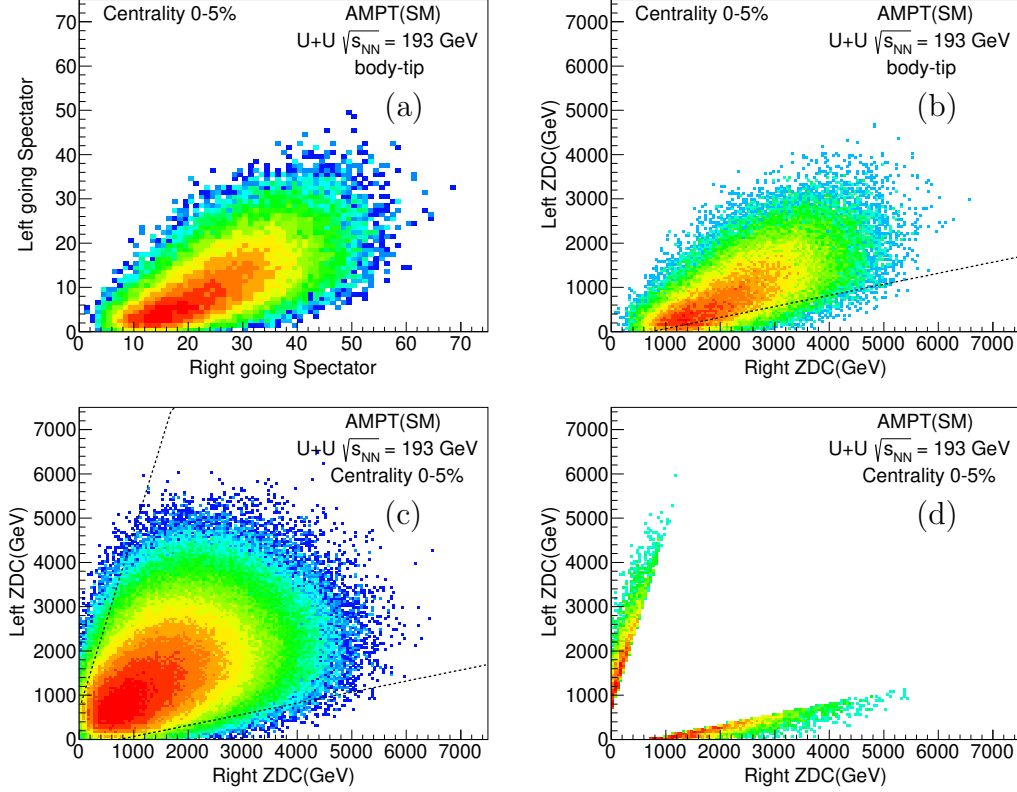 Centrality 0-5%
AMPT(SM)
U+U √s_NN = 193 GeV
body-tip
(a)
Left going Spectator
70
60
50
40
30
20
10
0
0 10 20 30 40 50 60 70
Right going Spectator
Centrality 0-5%
AMPT(SM)
U+U √s_NN = 193 GeV
body-tip
(b)
Left ZDC(GeV)
7000
6000
5000
4000
3000
2000
1000
0
0 1000 2000 3000 4000 5000 6000 7000
Right ZDC(GeV)
AMPT(SM)
U+U √s_NN = 193 GeV
Centrality 0-5%
(c)
Left ZDC(GeV)
7000
6000
5000
4000
3000
2000
1000
0
0 1000 2000 3000 4000 5000 6000 7000
Right ZDC(GeV)
AMPT(SM)
U+U √s_NN = 193 GeV
Centrality 0-5%
(d)
Left ZDC(GeV)
7000
6000
5000
4000
3000
2000
1000
0
0 1000 2000 3000 4000 5000 6000 7000
Right ZDC(GeV)